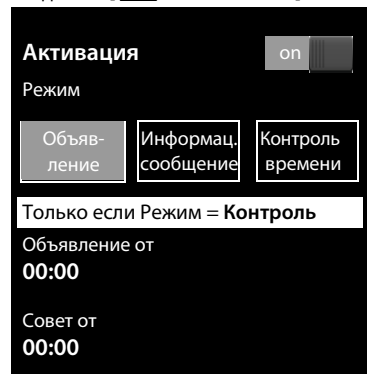 Активация on
Режим
Объяв- Информац. Контроль
ление сообщение времени
Только если Режим = Контроль
Объявление от
00:00
Совет от
00:00